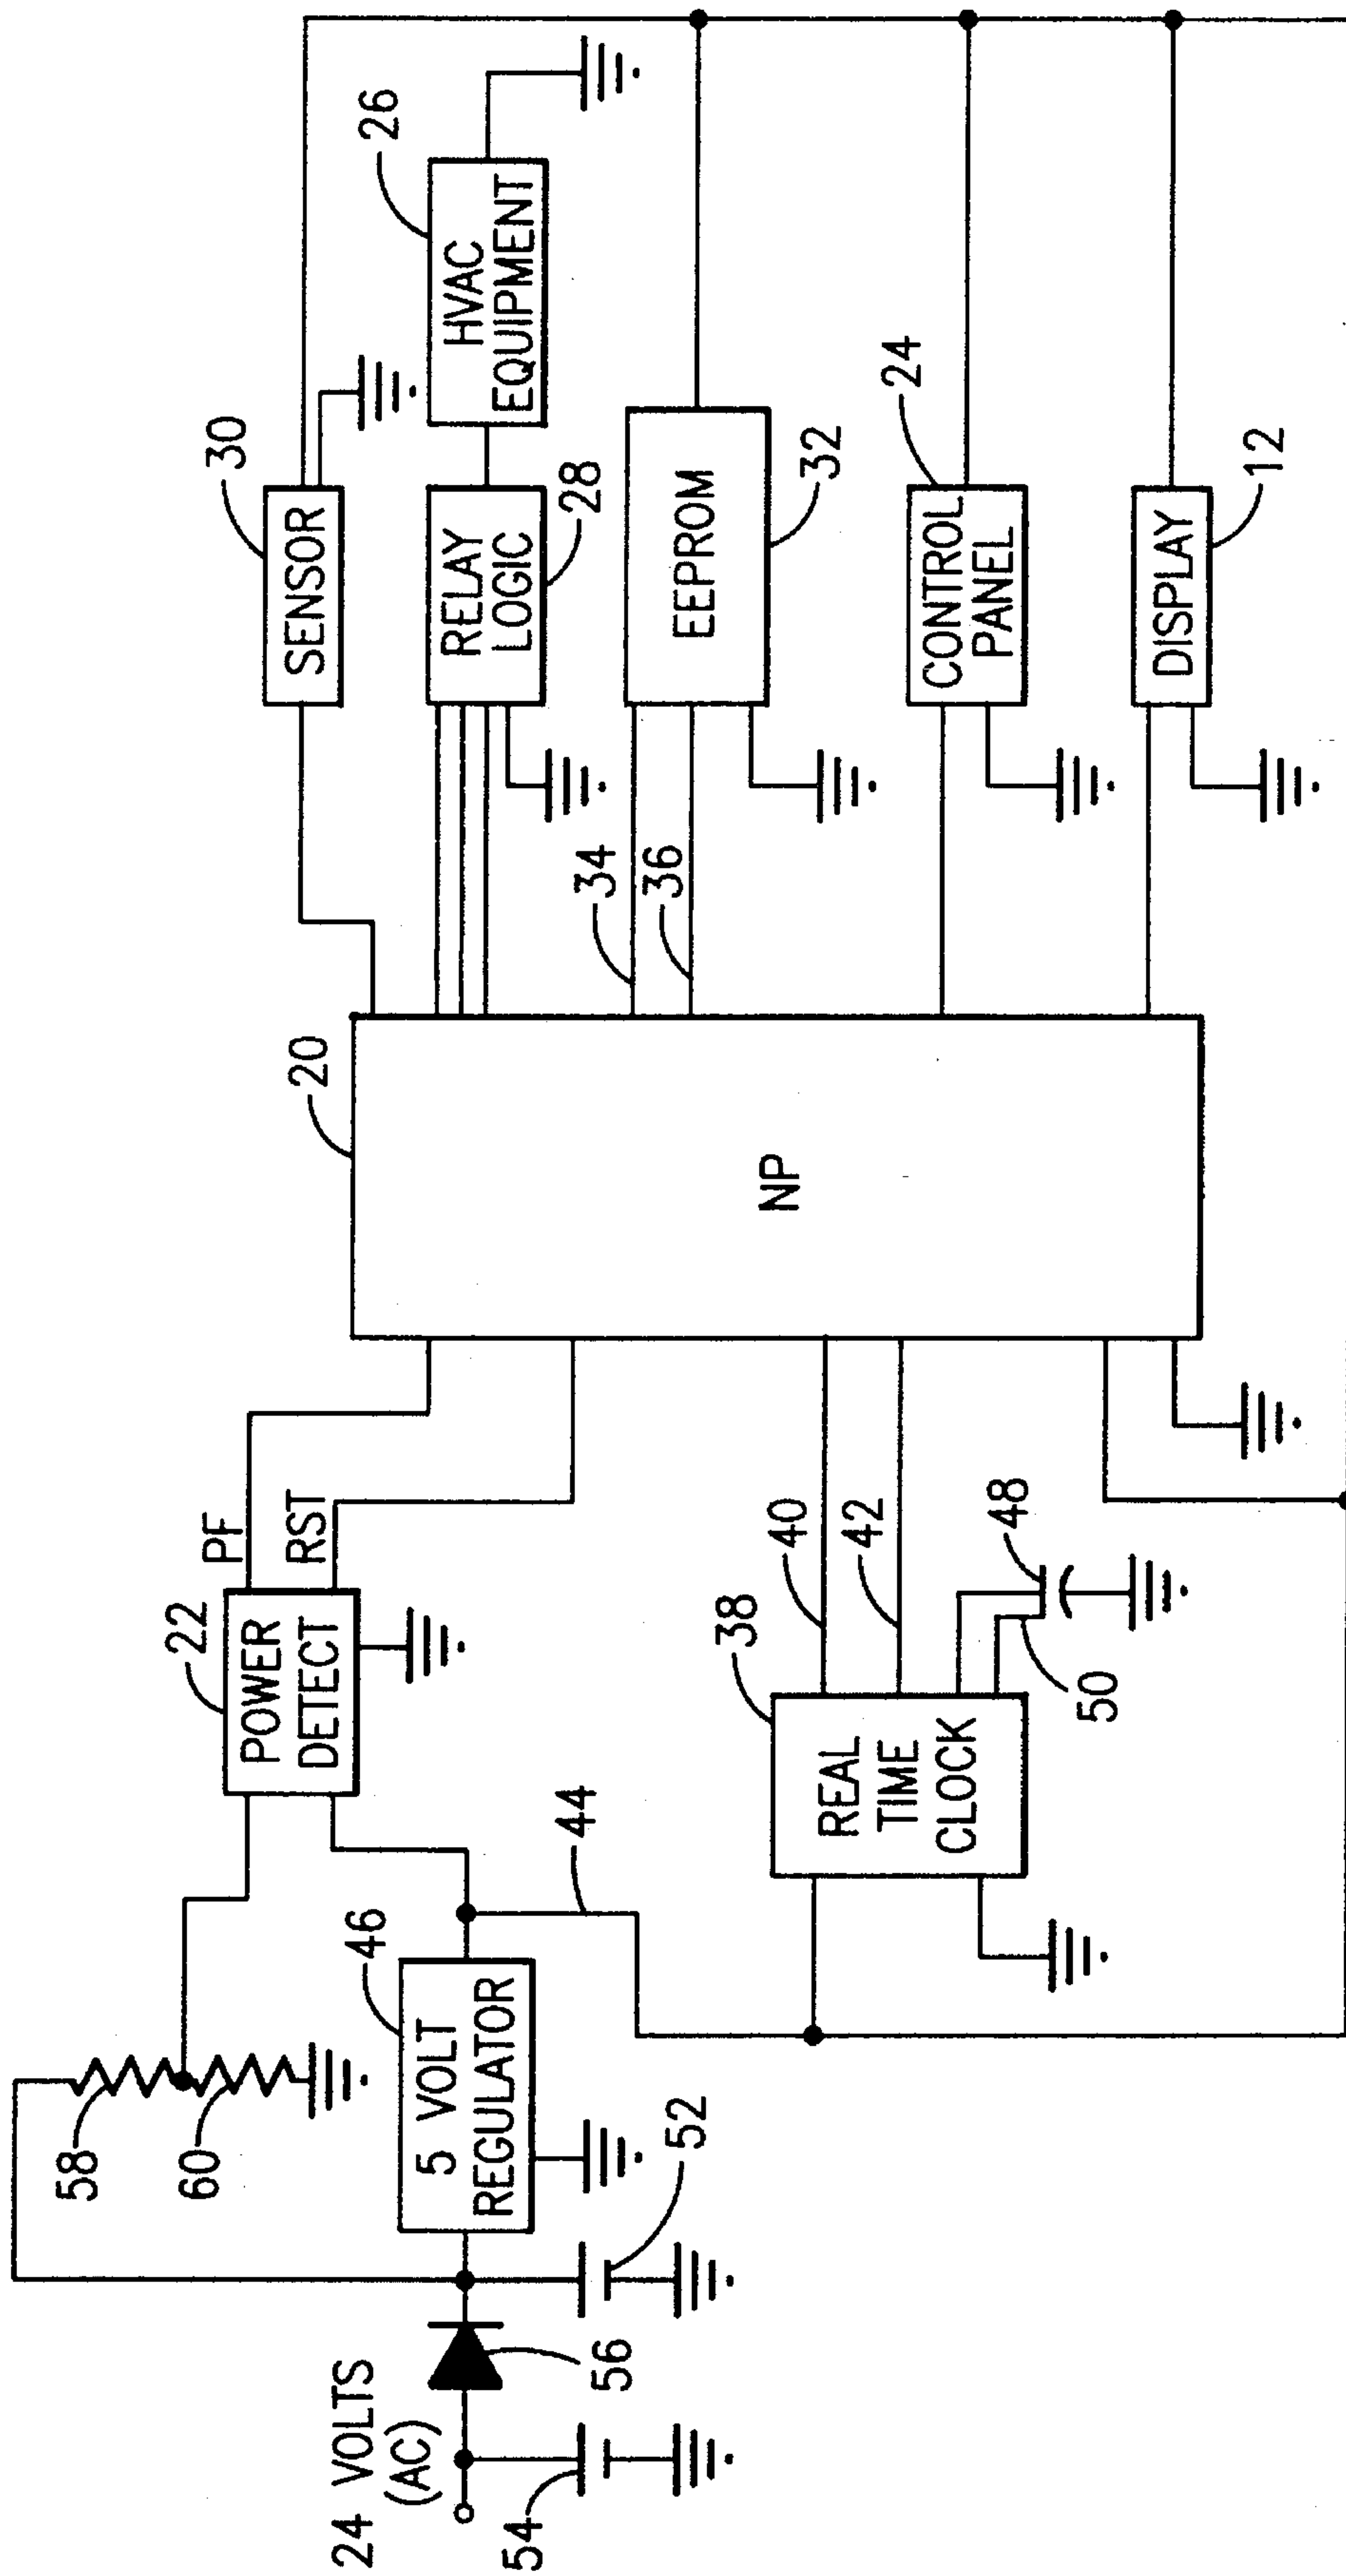 24 VOLTS
(AC)
54
56
52
58
60
5 VOLT
REGULATOR
46
44
POWER
DETECT
22
PF
RST
REAL
TIME
CLOCK
38
40
42
48
50
NP
20
34
36
SENSOR
30
RELAY
LOGIC
28
HVAC
EQUIPMENT
26
EEPROM
32
CONTROL
PANEL
24
DISPLAY
12